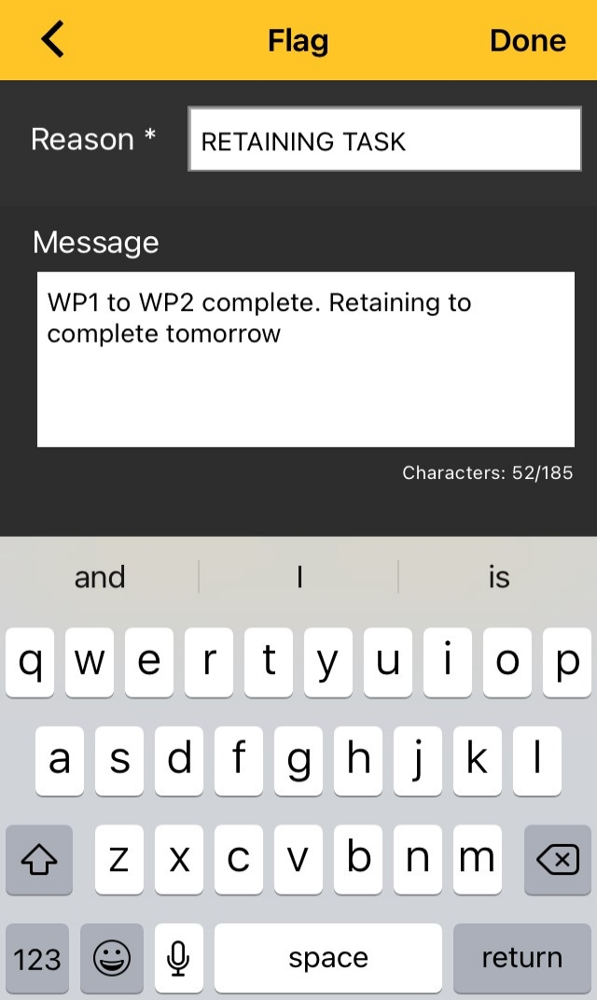 Flag Done
Reason * RETAINING TASK
Message
WP1 to WP2 complete. Retaining to
complete tomorrow
Characters: 52/185
and I is
q w e r t y u i o p
a s d f g h j k l
z x c v b n m
123 space return